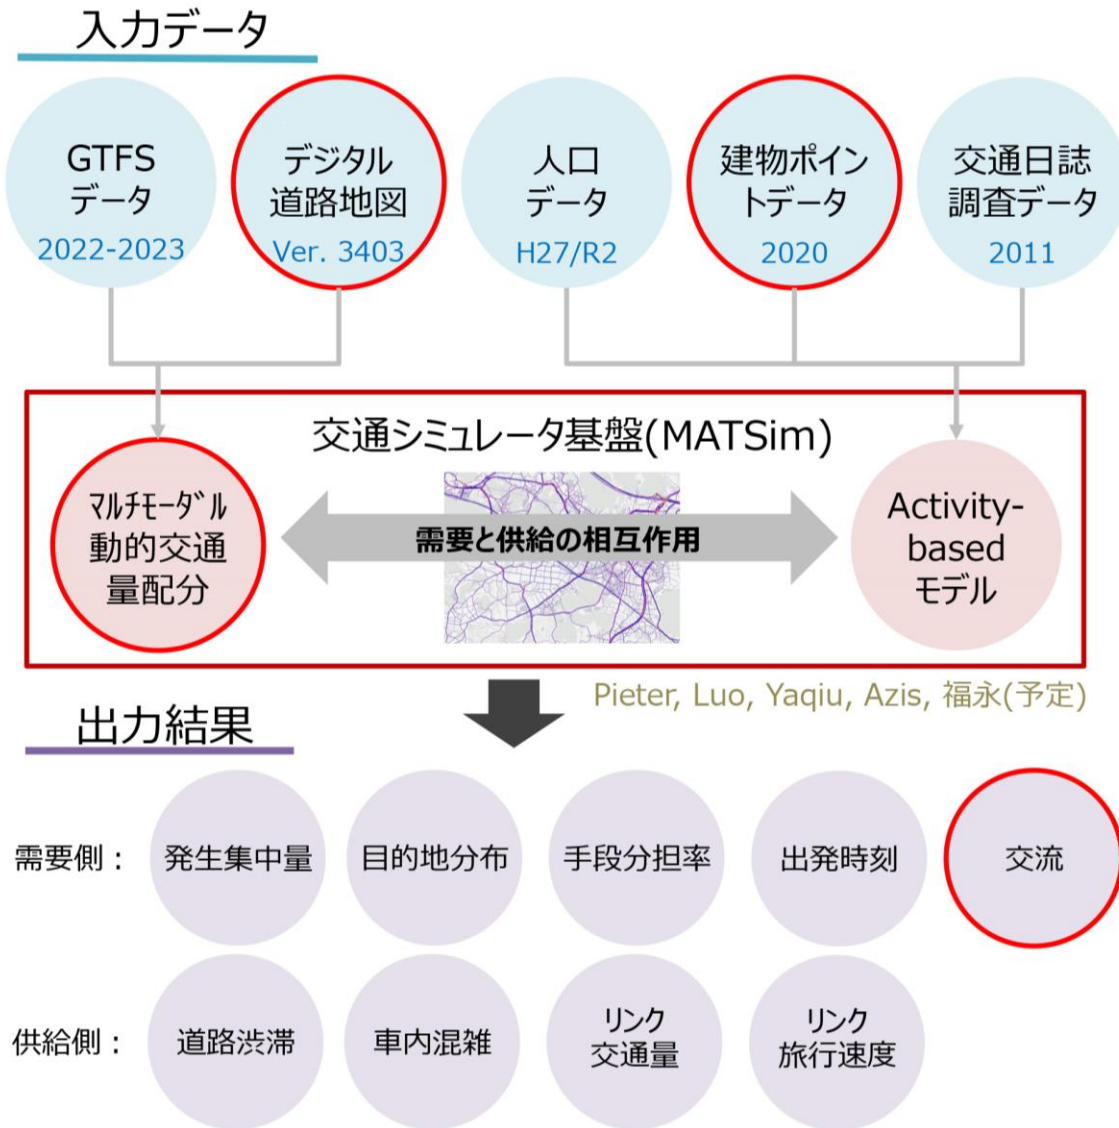 入力データ
GTFS
データ
2022-2023
デジタル
道路地図
Ver. 3403
人口
データ
H27/R2
建物ポイン
トデータ
2020
交通日誌
調査データ
2011
交通シミュレータ基盤(MATSim)
ﾏﾙﾁﾓｰﾀﾞﾙ
動的交通
量配分
需要と供給の相互作用
Activity-
based
モデル
Pieter, Luo, Yaqiu, Azis, 福永(予定)
出力結果
需要側：
発生集中量
目的地分布
手段分担率
出発時刻
交流
供給側：
道路渋滞
車内混雑
リンク
交通量
リンク
旅行速度